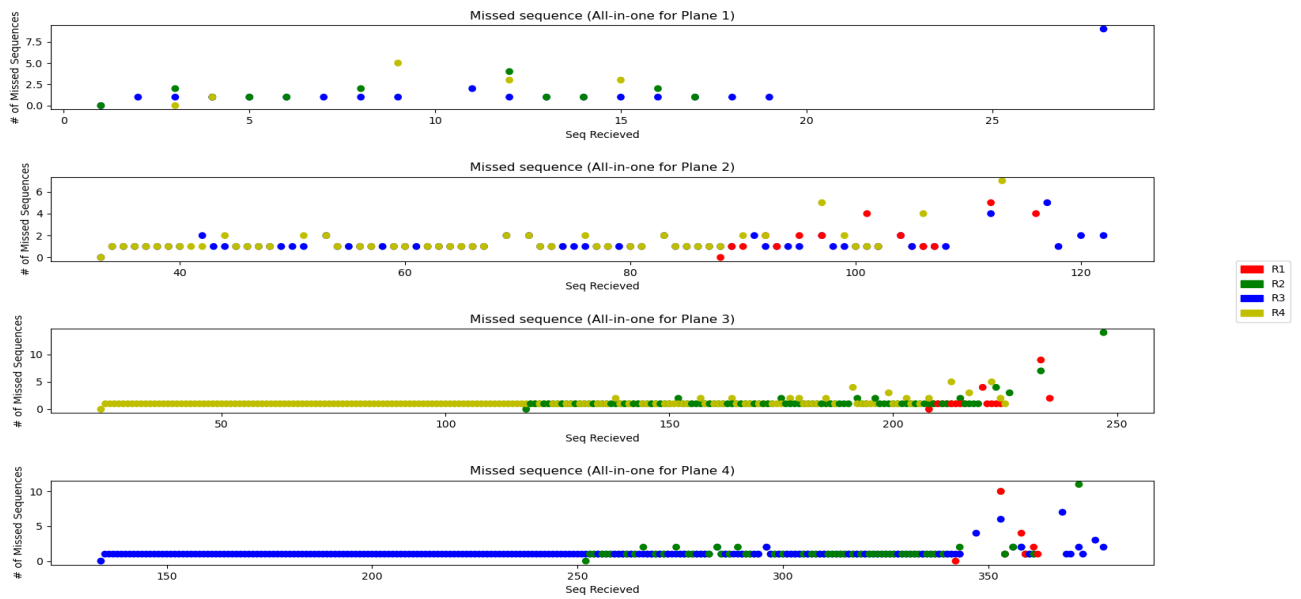 Missed sequence (All-in-one for Plane 1)
# of Missed Sequences
7.5
5.0
2.5
0.0
0 5 10 15 20 25
Seq Recieved
Missed sequence (All-in-one for Plane 2)
# of Missed Sequences
6
4
2
0
40 60 80 100 120
Seq Recieved
R1
R2
R3
R4
Missed sequence (All-in-one for Plane 3)
# of Missed Sequences
10
5
0
50 100 150 200 250
Seq Recieved
Missed sequence (All-in-one for Plane 4)
# of Missed Sequences
10
5
0
150 200 250 300 350
Seq Recieved